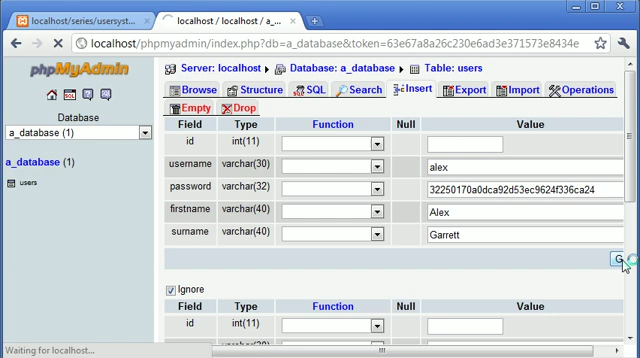 localhost/series/usersyst...
localhost / localhost / a_...
localhost/phpmyadmin/index.php?db=a_database&token=63e67a8a26c230e6ad3e371573e8434e
phpMyAdmin
Server: localhost Database: a_database Table: users
Browse Structure SQL Search Insert Export Import Operations
Empty Drop
Database
a_database (1)
a_database (1)
users
Field Type Function Null Value
id int(11)
username varchar(30) alex
password varchar(32) 32250170a0dca92d53ec9624f336ca24
firstname varchar(40) Alex
surname varchar(40) Garrett
Ignore
Field Type Function Null Value
id int(11)
Waiting for localhost...